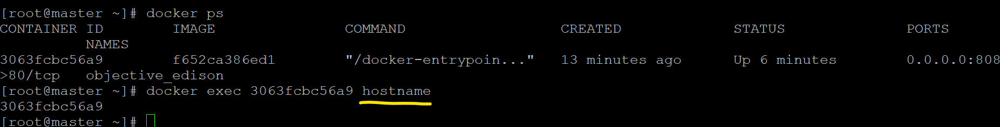 [root@master ~]# docker ps
CONTAINER ID IMAGE COMMAND CREATED STATUS PORTS
NAMES
3063fcbc56a9 f652ca386ed1 "/docker-entrypoin..." 13 minutes ago Up 6 minutes 0.0.0.0:808
>80/tcp objective_edison
[root@master ~]# docker exec 3063fcbc56a9 hostname
3063fcbc56a9
[root@master ~]#